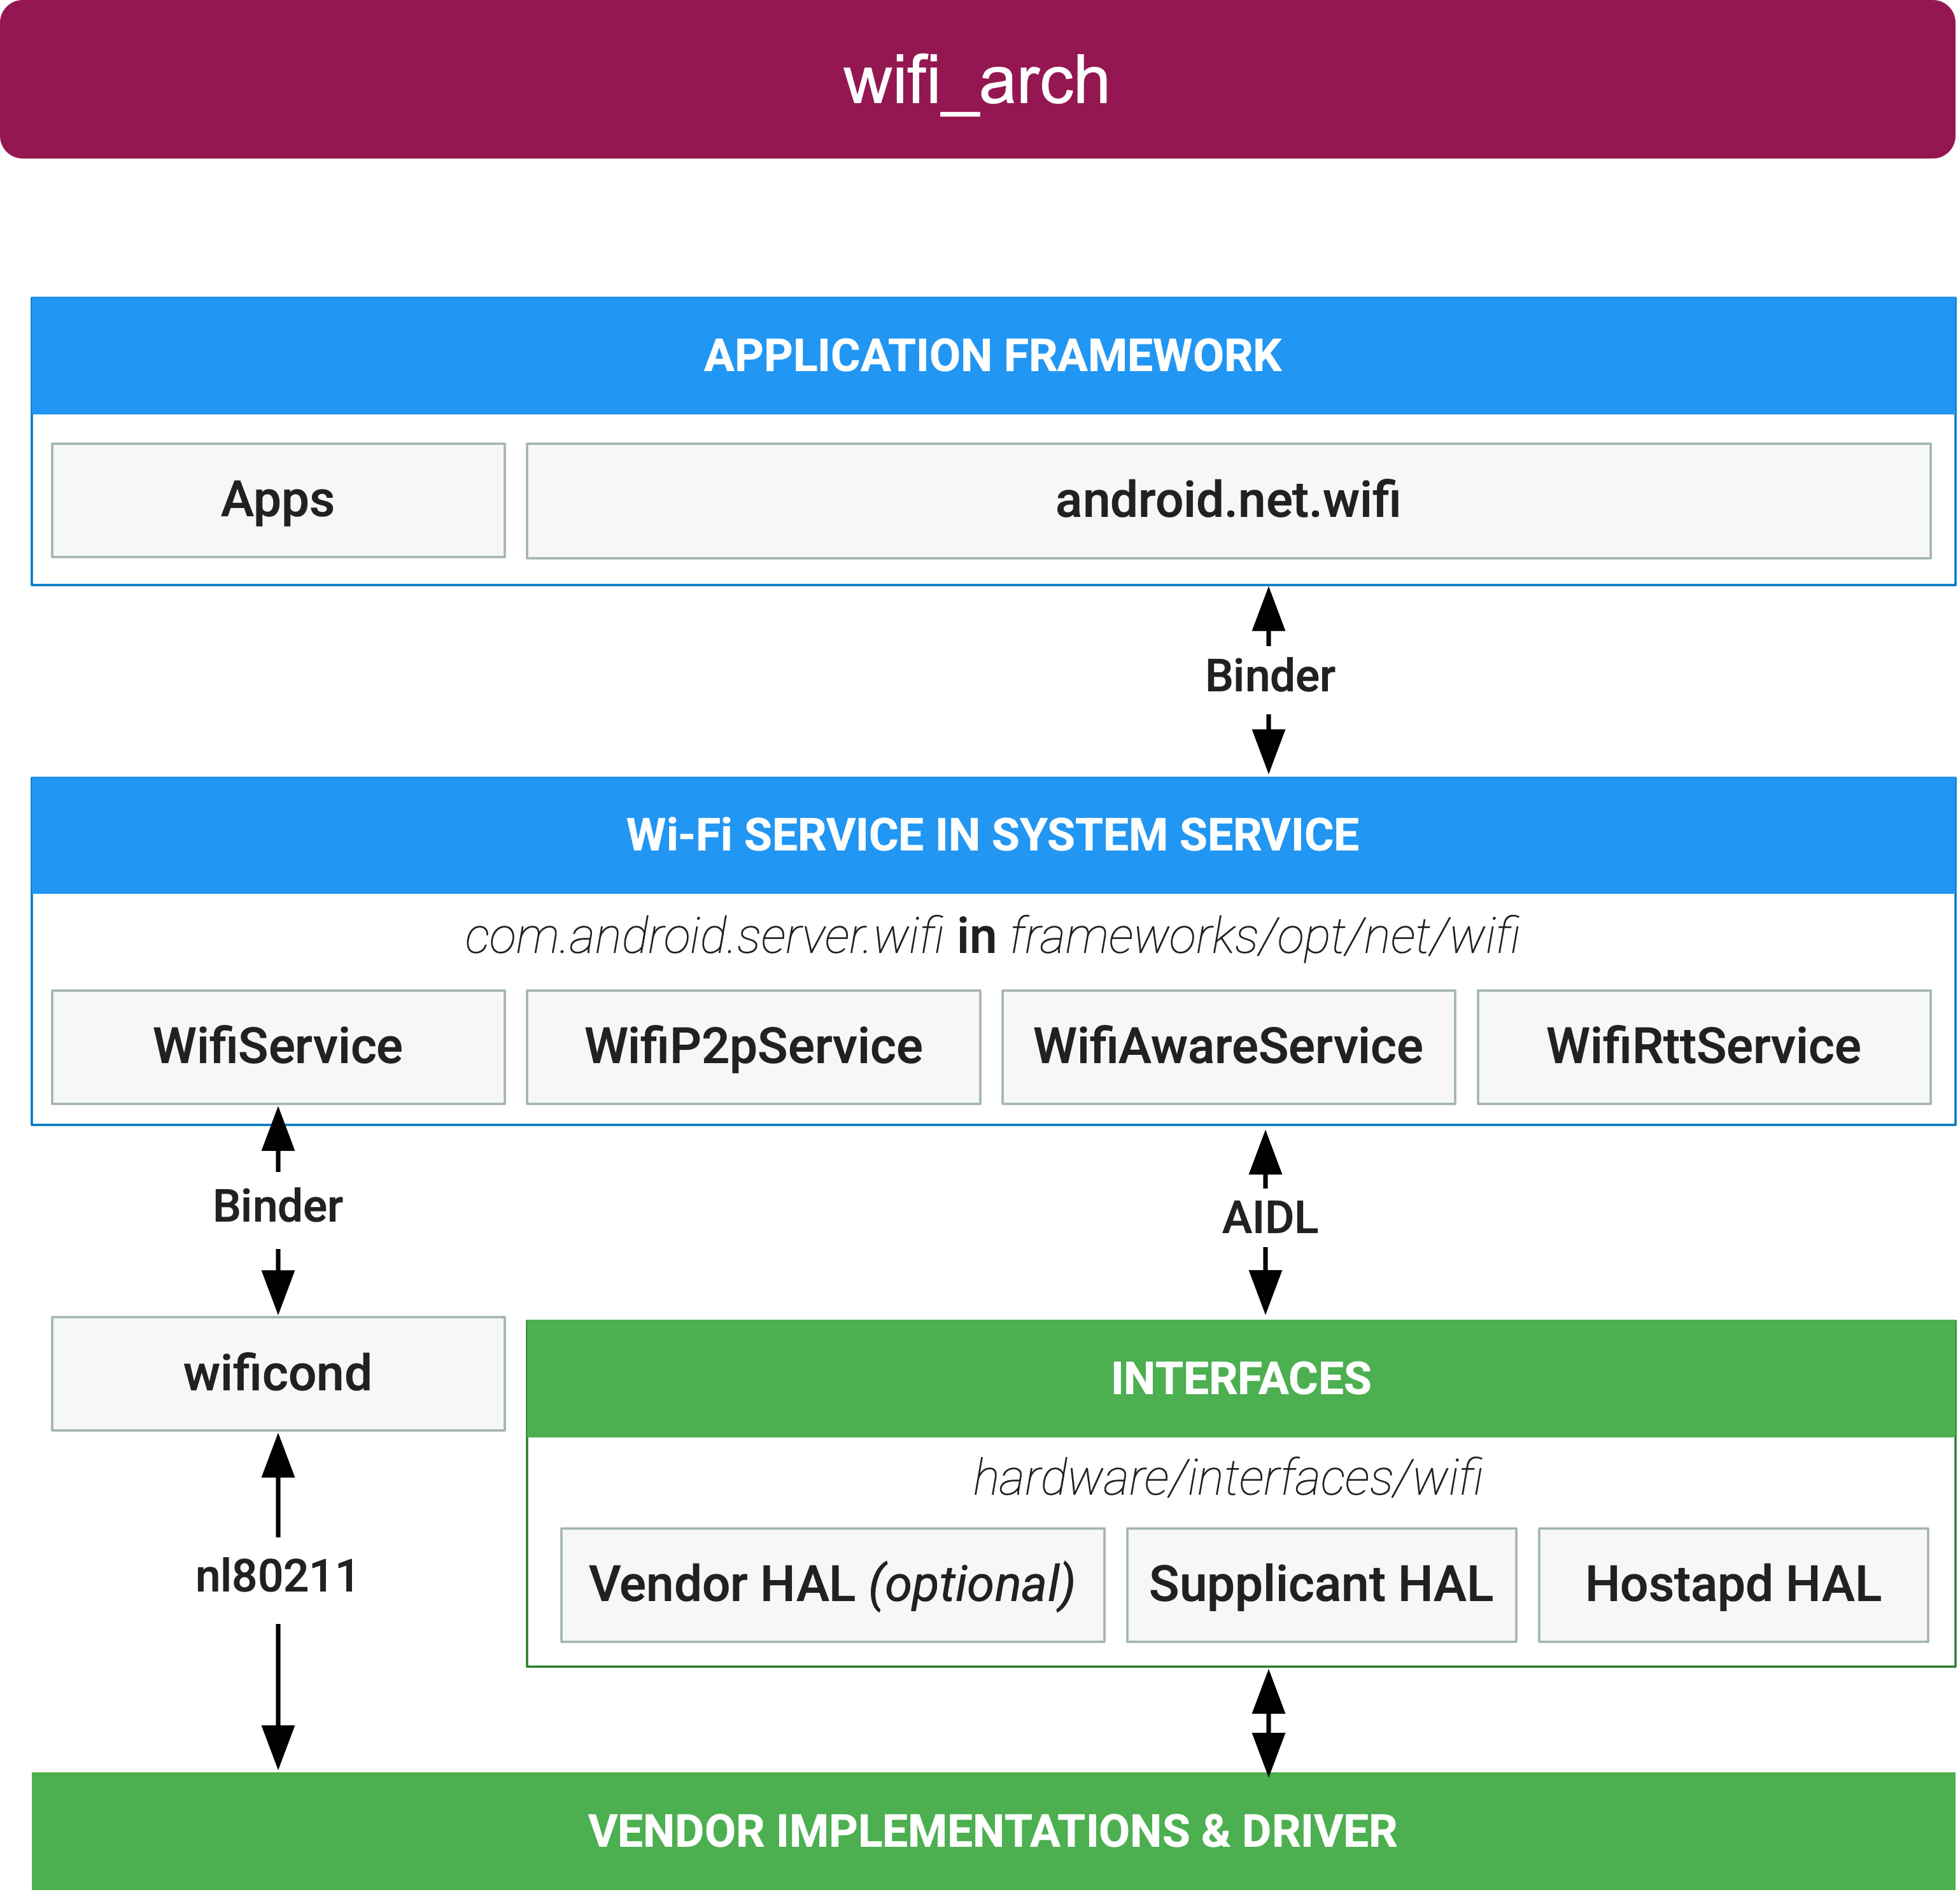 wifi_arch
APPLICATION FRAMEWORK
Apps
android.net.wifi
Binder
Wi-Fi SERVICE IN SYSTEM SERVICE
com.android.server.wifi in frameworks/opt/net/wifi
WifiService
WifiP2pService
WifiAwareService
WifiRttService
Binder
AIDL
wificond
INTERFACES
hardware/interfaces/wifi
nl80211
Vendor HAL (optional)
Supplicant HAL
Hostapd HAL
VENDOR IMPLEMENTATIONS & DRIVER